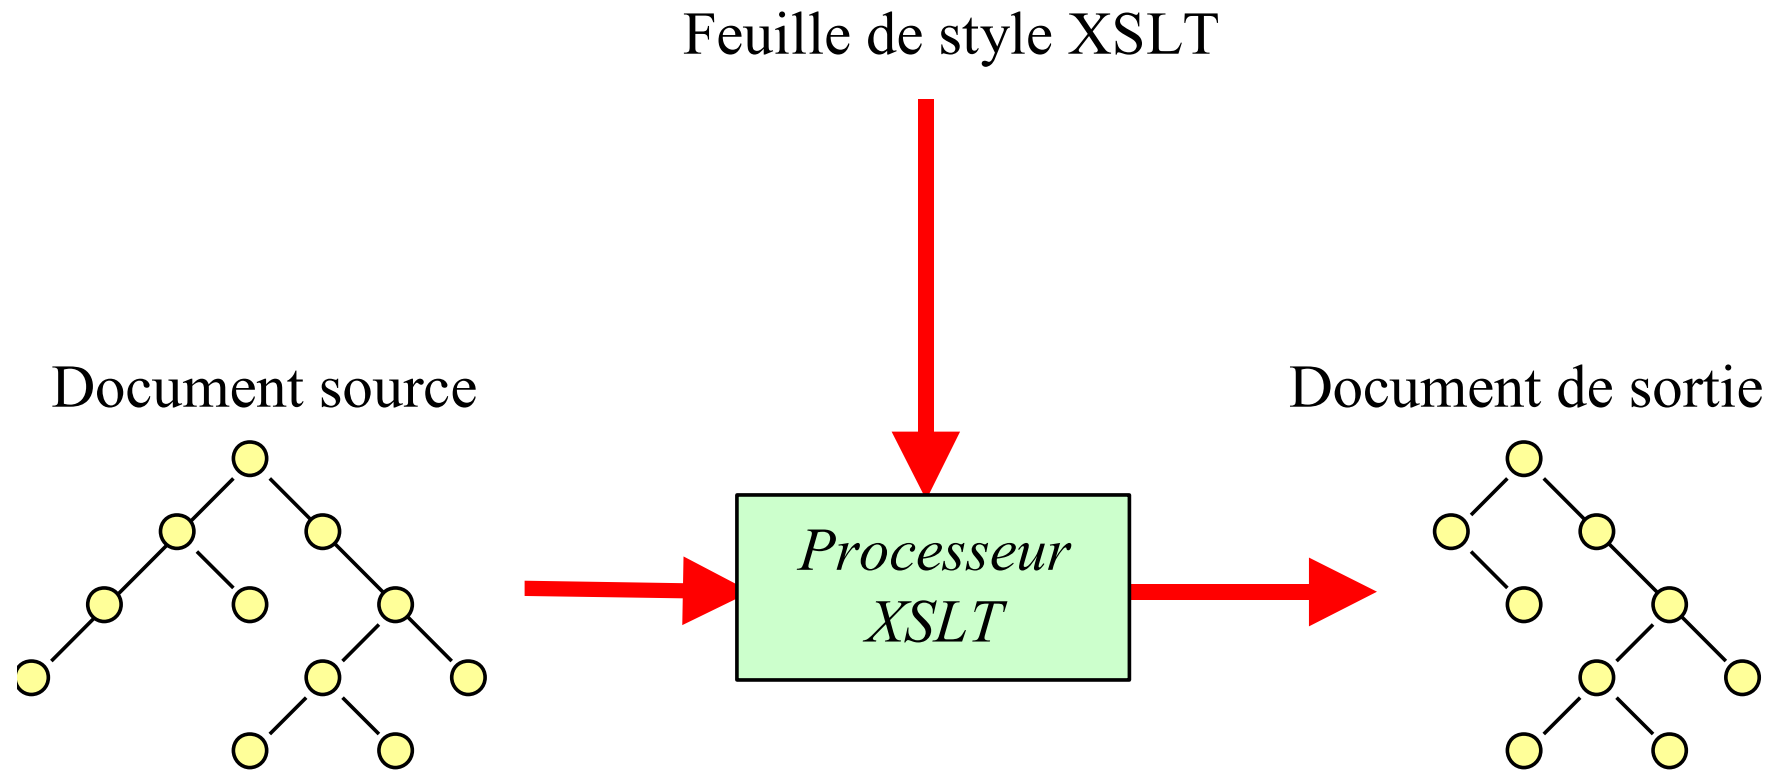 Feuille de style XSLT
Document source
Document de sortie
Processeur
XSLT